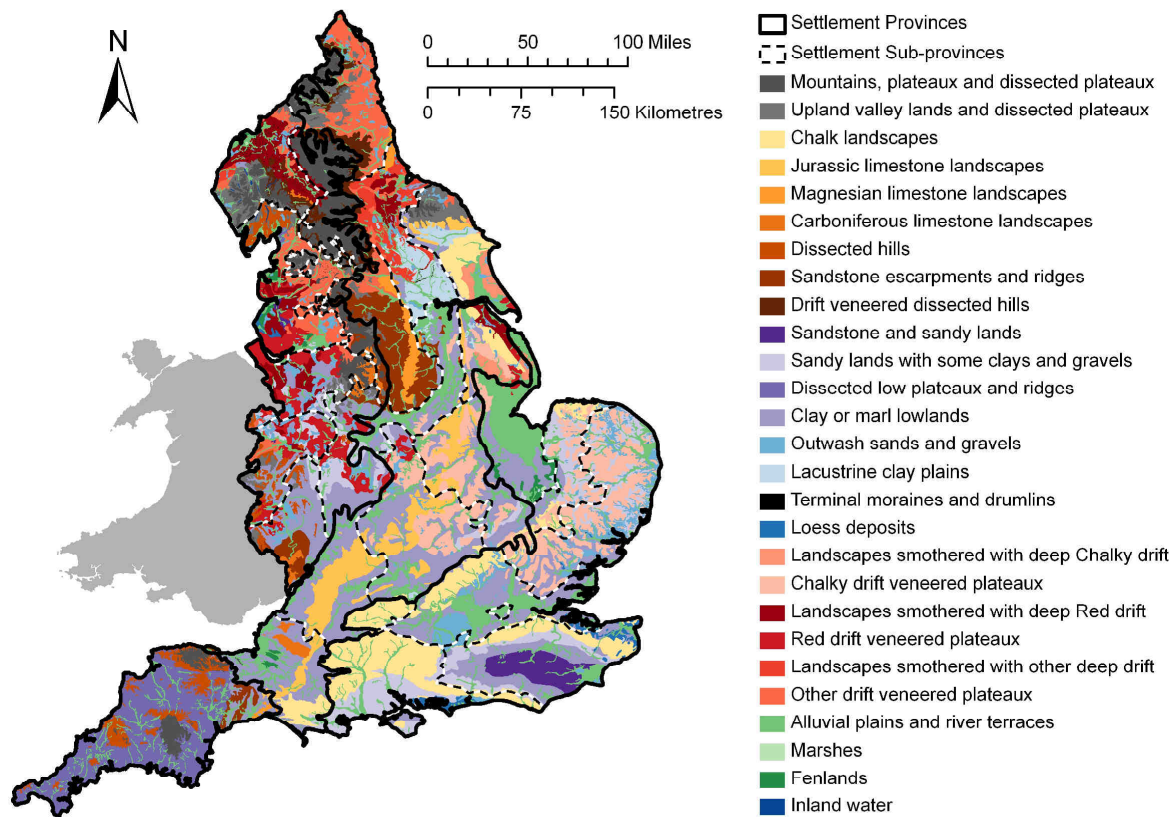 N
0 50 100 Miles
0 75 150 Kilometres
Settlement Provinces
Settlement Sub-provinces
Mountains, plateaux and dissected plateaux
Upland valley lands and dissected plateaux
Chalk landscapes
Jurassic limestone landscapes
Magnesian limestone landscapes
Carboniferous limestone landscapes
Dissected hills
Sandstone escarpments and ridges
Drift veneered dissected hills
Sandstone and sandy lands
Sandy lands with some clays and gravels
Dissected low plateaux and ridges
Clay or marl lowlands
Outwash sands and gravels
Lacustrine clay plains
Terminal moraines and drumlins
Loess deposits
Landscapes smothered with deep Chalky drift
Chalky drift veneered plateaux
Landscapes smothered with deep Red drift
Red drift veneered plateaux
Landscapes smothered with other deep drift
Other drift veneered plateaux
Alluvial plains and river terraces
Marshes
Fenlands
Inland water